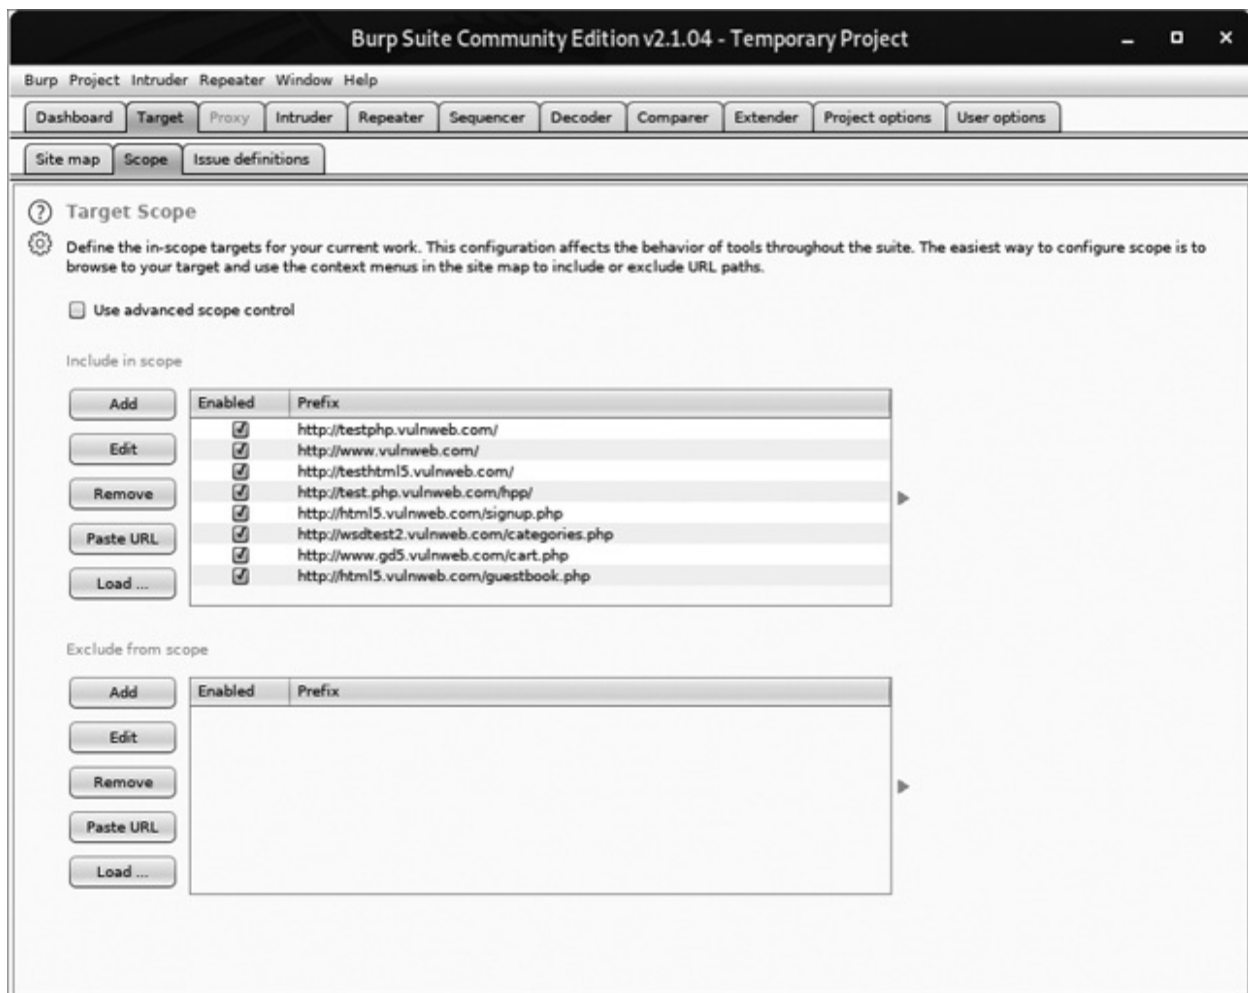 Burp Suite Community Edition v2.1.04 - Temporary Project
Burp Project Intruder Repeater Window Help
Dashboard Target Proxy Intruder Repeater Sequencer Decoder Comparer Extender Project options User options
Site map Scope Issue definitions
Target Scope
Define the in-scope targets for your current work. This configuration affects the behavior of tools throughout the suite. The easiest way to configure scope is to
browse to your target and use the context menus in the site map to include or exclude URL paths.
Use advanced scope control
Include in scope
Add
Edit
Remove
Paste URL
Load ...
Enabled Prefix
http://testphp.vulnweb.com/
http://www.vulnweb.com/
http://testhtml5.vulnweb.com/
http://test.php.vulnweb.com/hpp/
http://html5.vulnweb.com/signup.php
http://wsdtest2.vulnweb.com/categories.php
http://www.gd5.vulnweb.com/cart.php
http://html5.vulnweb.com/guestbook.php
Exclude from scope
Add
Edit
Remove
Paste URL
Load ...
Enabled Prefix